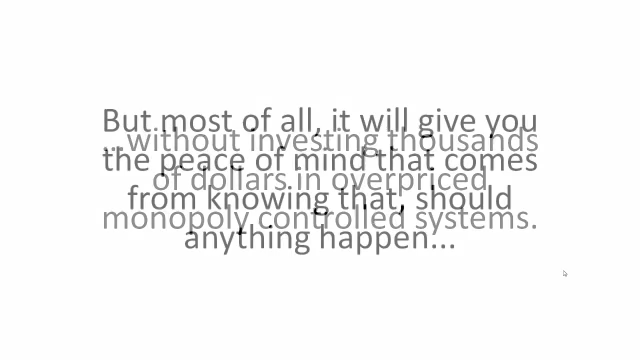 But most of all, it will give you
the peace of mind that comes
from knowing that, should
anything happen...
...without investing thousands
of dollars in overpriced
monopoly controlled systems.